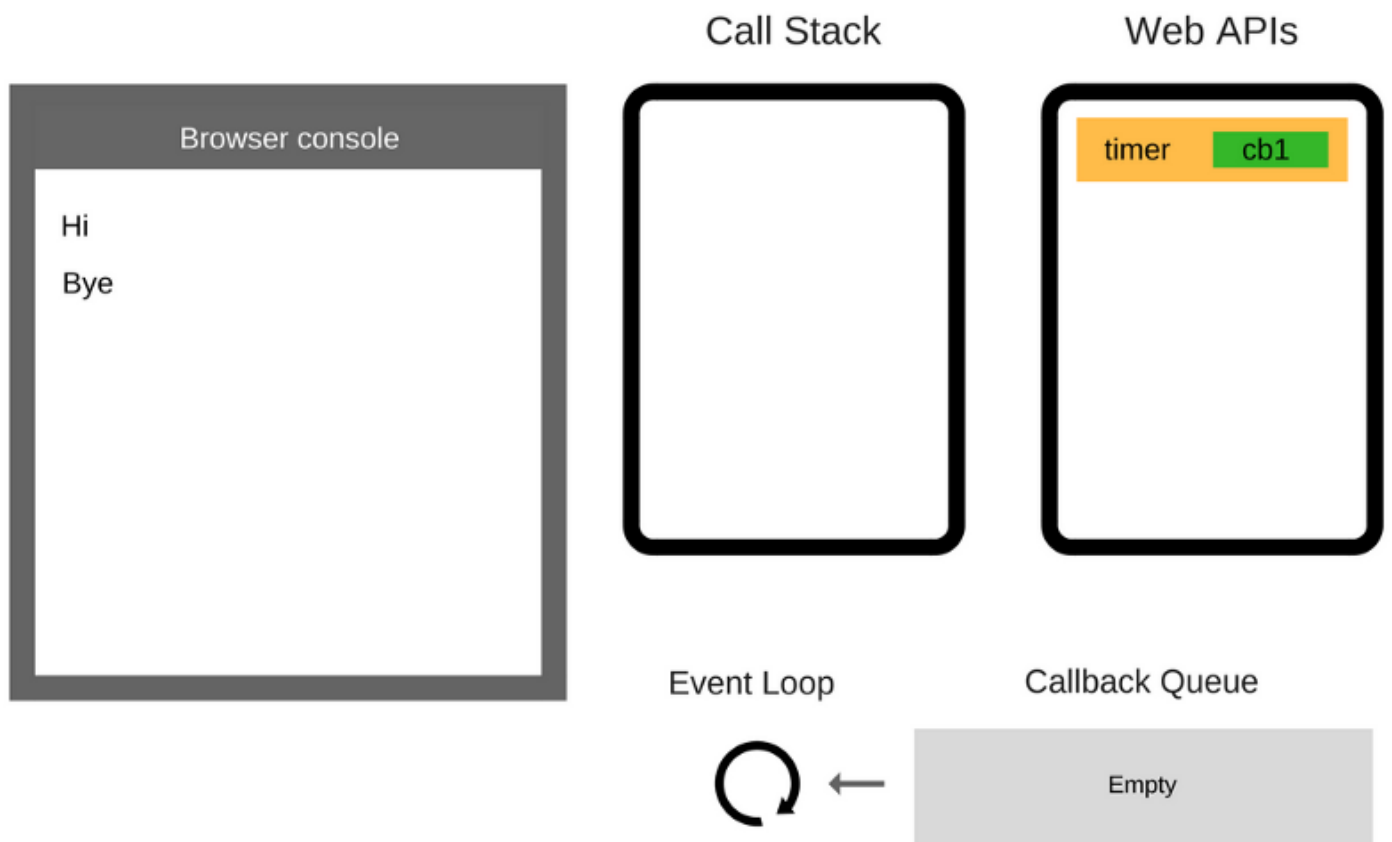 Call Stack
Web APIs
Browser console
timer
cb1
Hi
Bye
Event Loop
Callback Queue
Empty